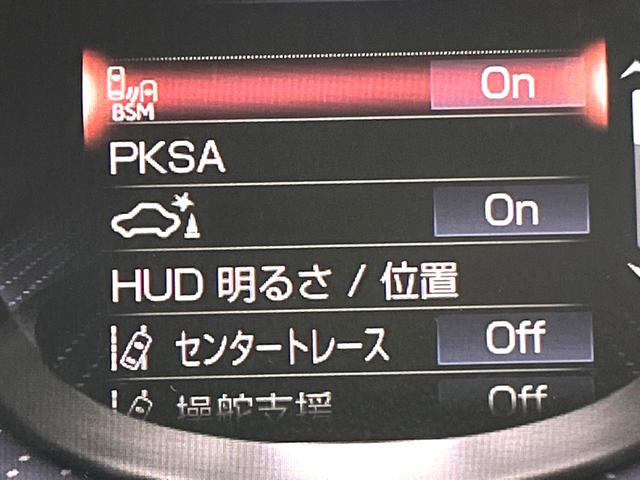 BSM On
PKSA
On
HUD 明るさ / 位置
センタートレース Off
操舵支援 Off